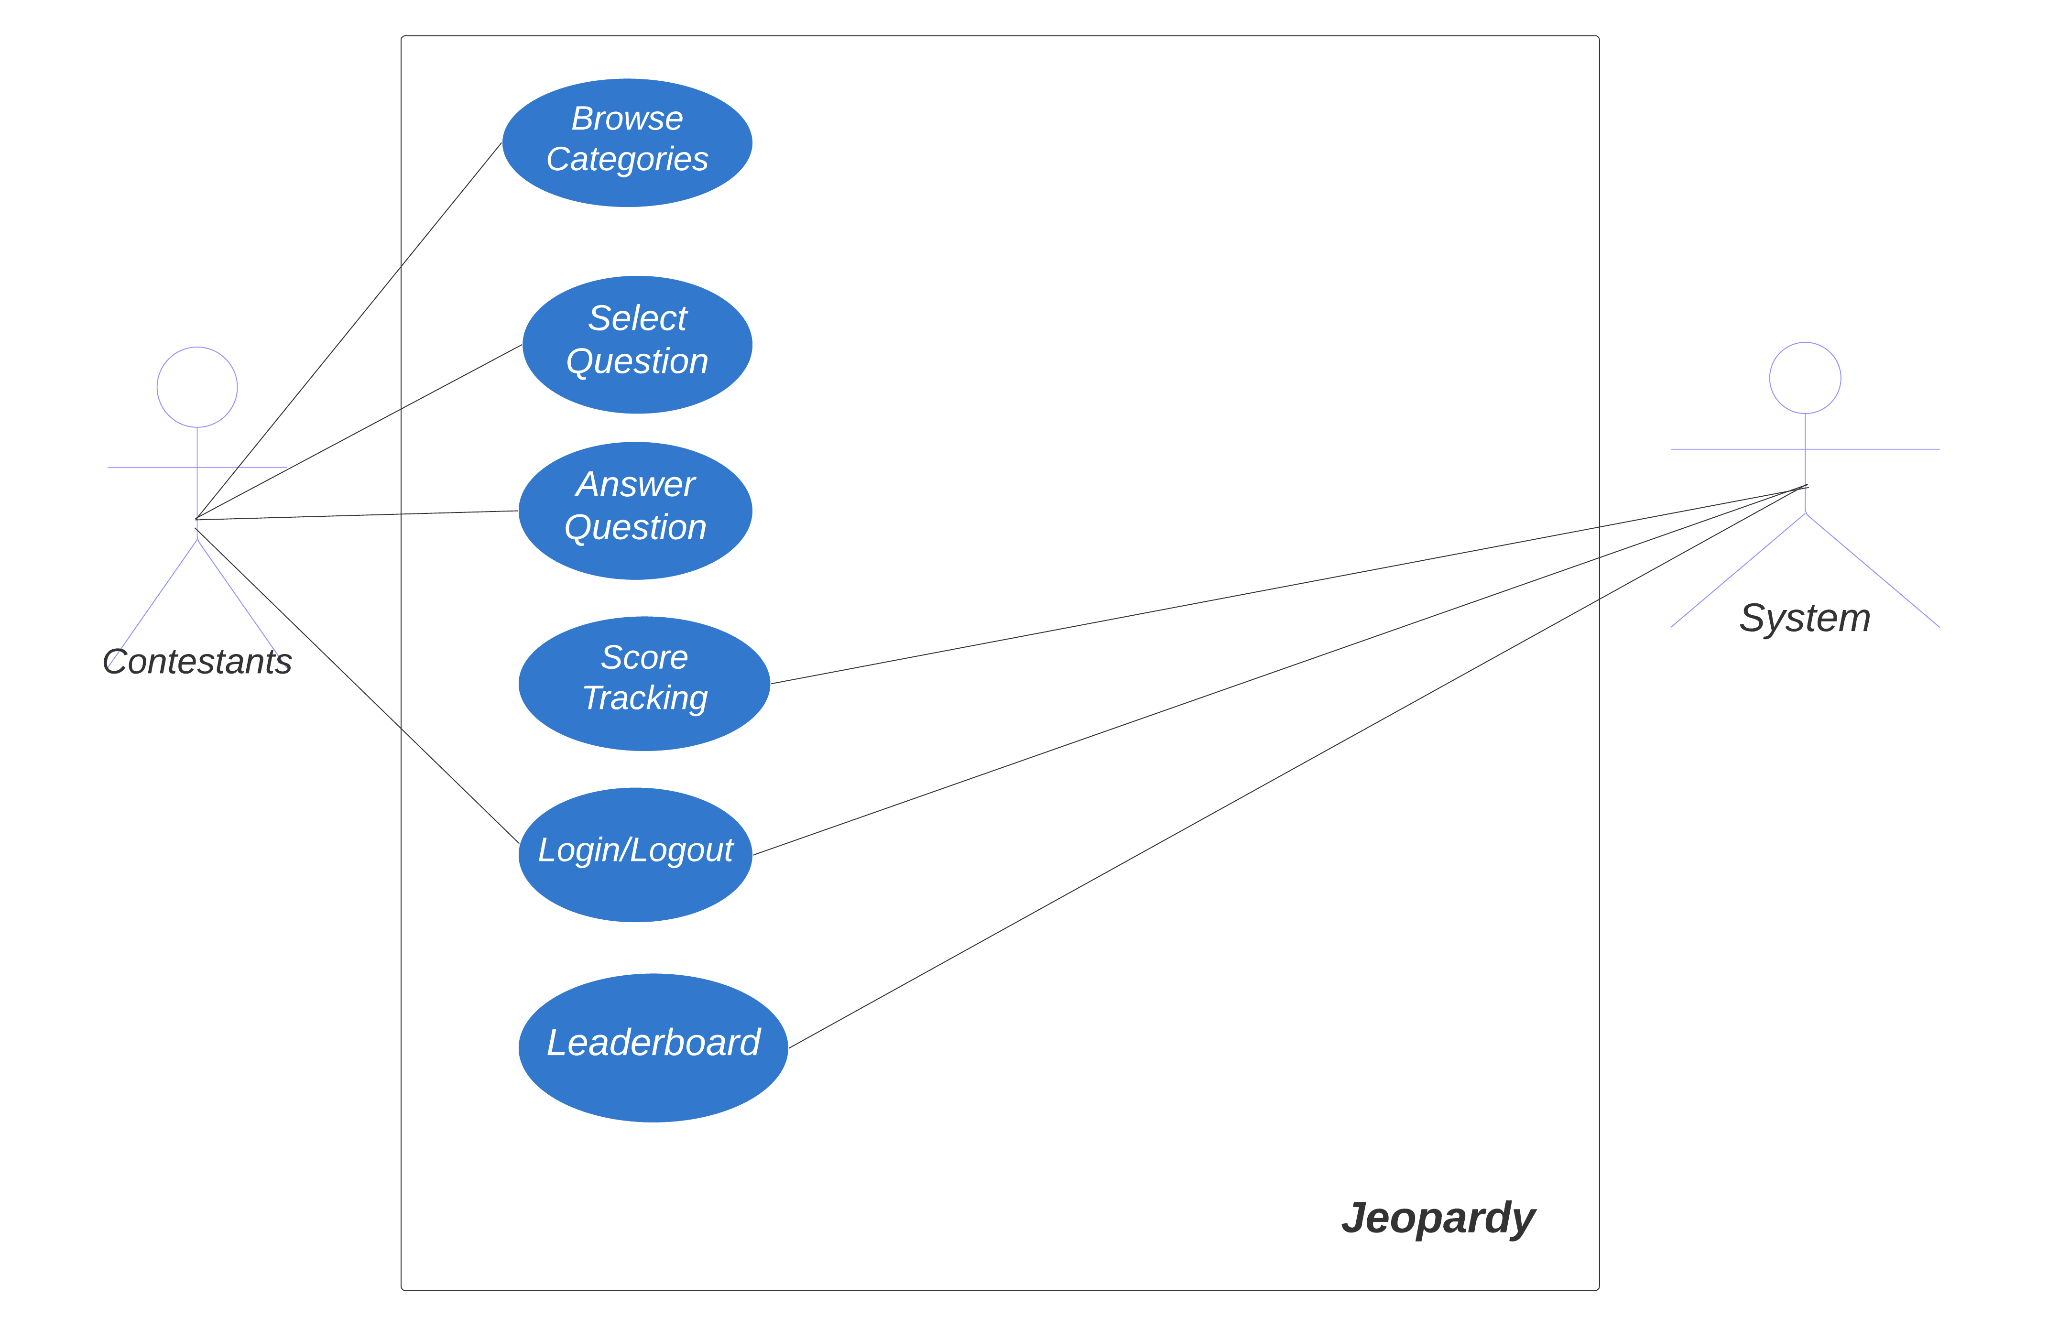 Browse
Categories
Select
Question
Answer
Question
Score
Tracking
Login/Logout
Leaderboard
Contestants
System
Jeopardy